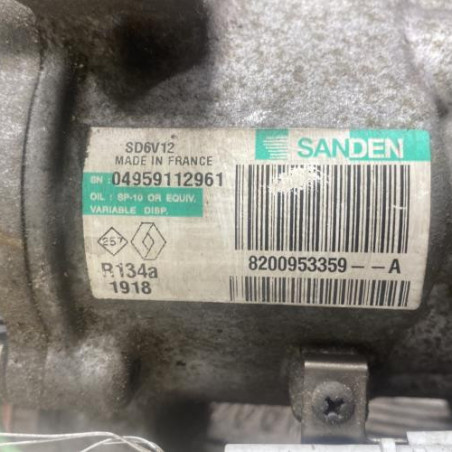 SD6V12
MADE IN FRANCE
SANDEN
SN : 04959112961
OIL : SP-10 OR EQUIV.
VARIABLE DISP.
257
R134a
1918
8200953359--A